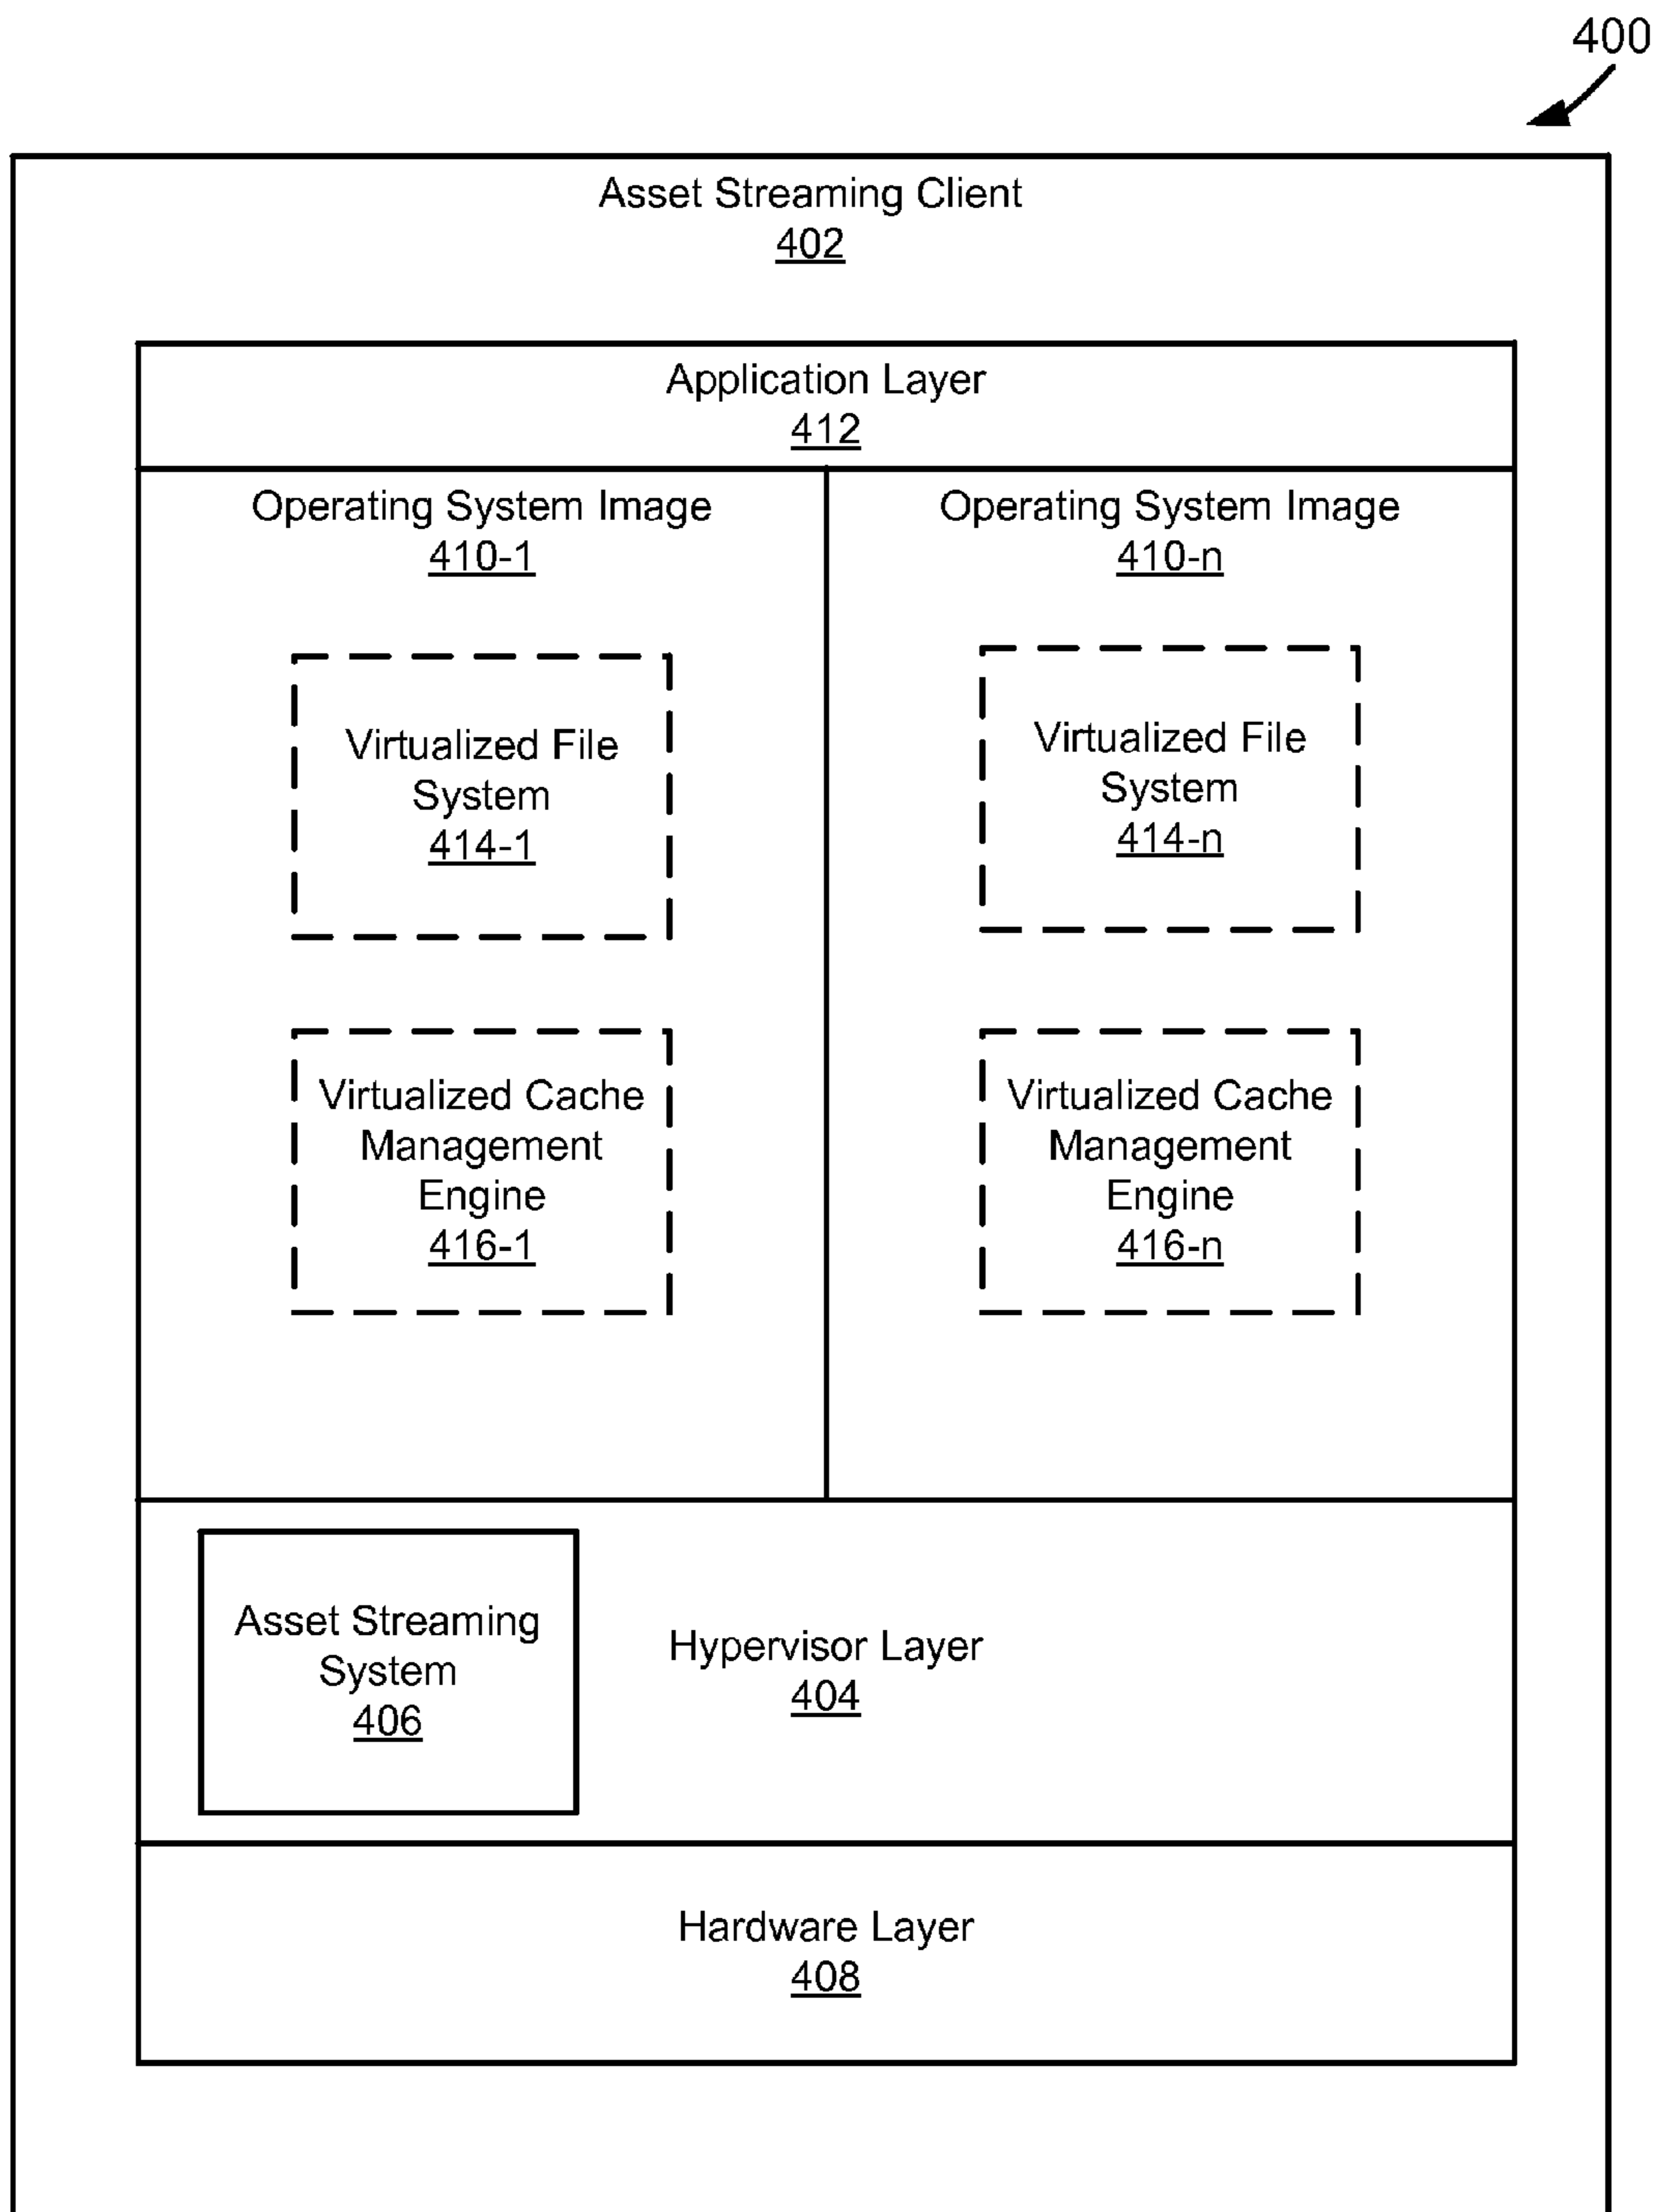 400
Asset Streaming Client
402
Application Layer
412
Operating System Image
410-1
Virtualized File
System
414-1
Virtualized Cache
Management
Engine
416-1
Operating System Image
410-n
Virtualized File
System
414-n
Virtualized Cache
Management
Engine
416-n
Asset Streaming
System
406
Hypervisor Layer
404
Hardware Layer
408